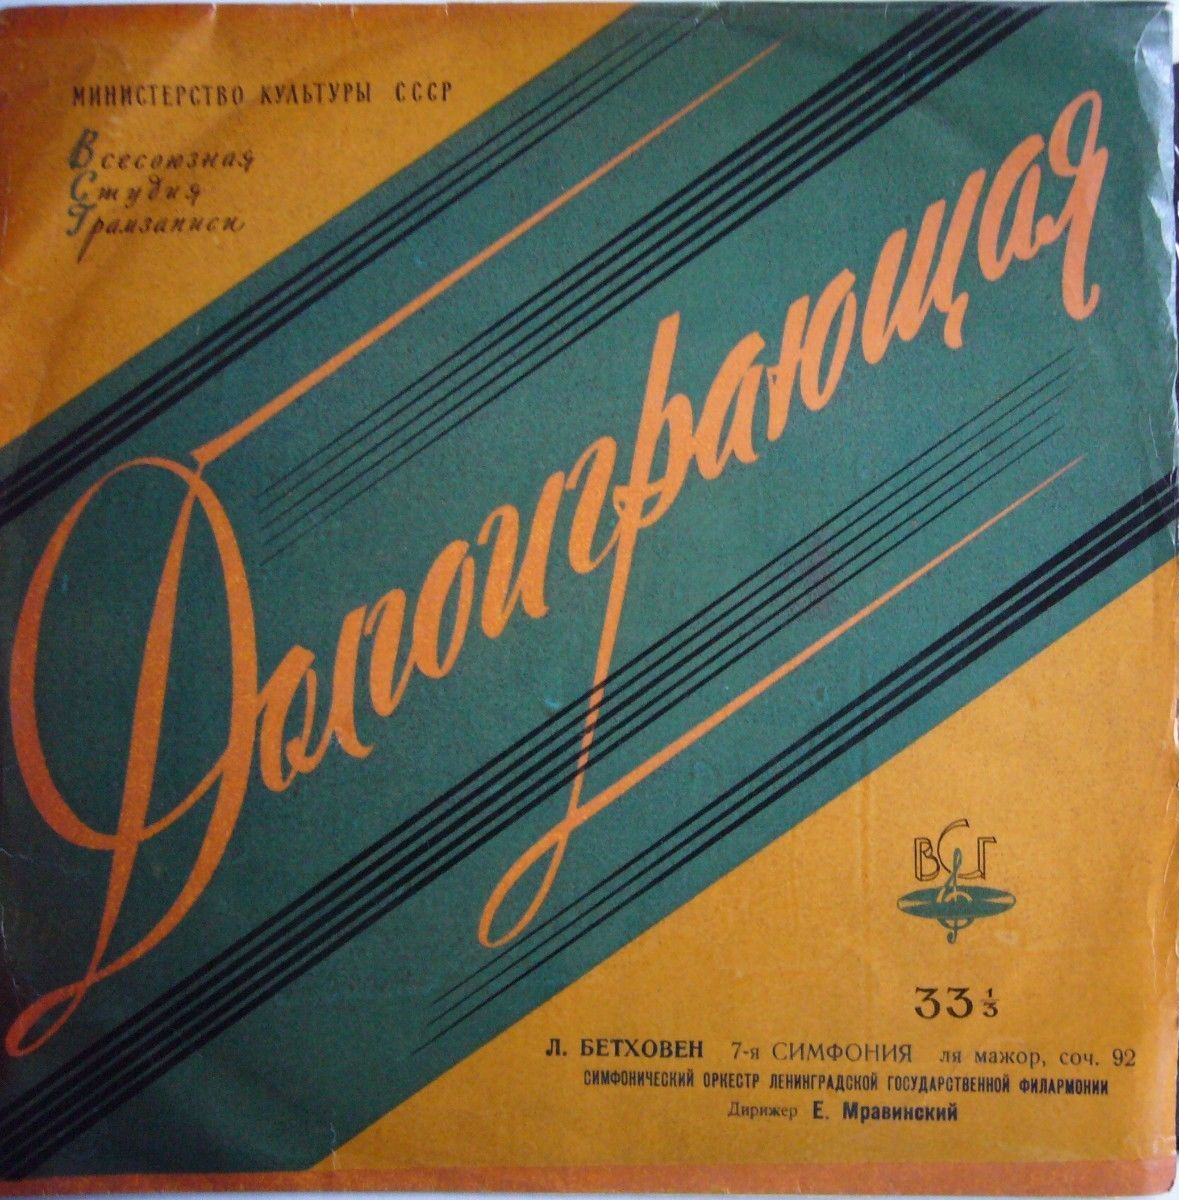 МИНИСТЕРСТВО КУЛЬТУРЫ СССР
Всесоюзная
Студия
Грамзаписи
Долгоиграющая
ВСГ
33 1/3
Л. БЕТХОВЕН 7-я СИМФОНИЯ ля мажор, соч. 92
СИМФОНИЧЕСКИЙ ОРКЕСТР ЛЕНИНГРАДСКОЙ ГОСУДАРСТВЕННОЙ ФИЛАРМОНИИ
Дирижер Е. Мравинский